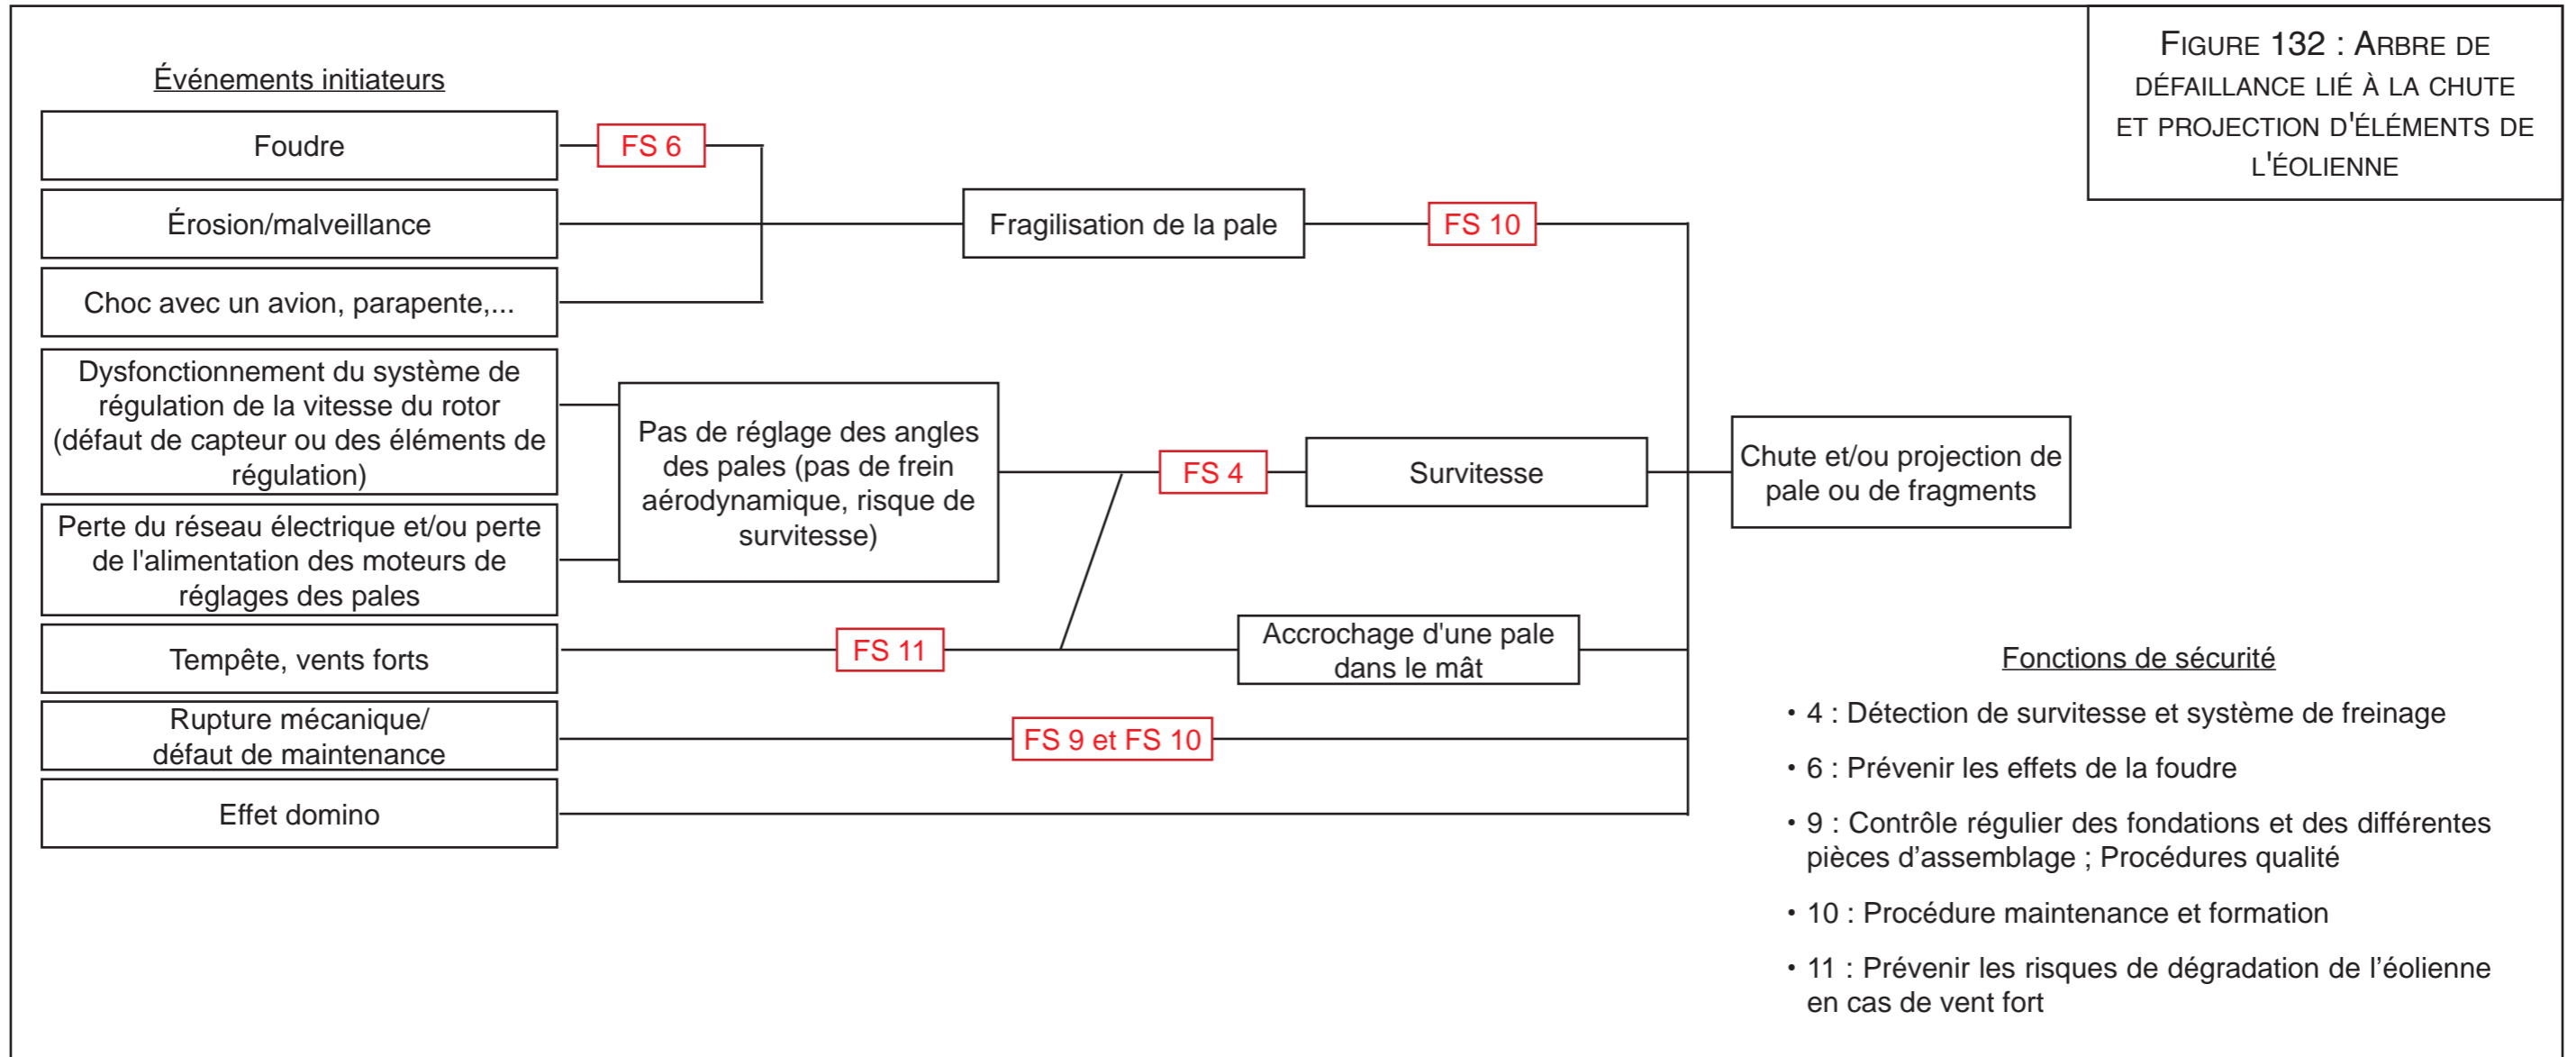 FIGURE 132 : ARBRE DE
DÉFAILLANCE LIÉ À LA CHUTE
ET PROJECTION D'ÉLÉMENTS DE
L'ÉOLIENNE
Événements initiateurs
Foudre
FS 6
Érosion/malveillance
Fragilisation de la pale
FS 10
Choc avec un avion, parapente,...
Dysfonctionnement du système de
régulation de la vitesse du rotor
(défaut de capteur ou des éléments de
régulation)
Perte du réseau électrique et/ou perte
de l'alimentation des moteurs de
réglages des pales
Pas de réglage des angles
des pales (pas de frein
aérodynamique, risque de
survitesse)
FS 4
Survitesse
Chute et/ou projection de
pale ou de fragments
Tempête, vents forts
FS 11
Accrochage d'une pale
dans le mât
Rupture mécanique/
défaut de maintenance
FS 9 et FS 10
Effet domino
Fonctions de sécurité
• 4 : Détection de survitesse et système de freinage
• 6 : Prévenir les effets de la foudre
• 9 : Contrôle régulier des fondations et des différentes
pièces d’assemblage ; Procédures qualité
• 10 : Procédure maintenance et formation
• 11 : Prévenir les risques de dégradation de l’éolienne
en cas de vent fort